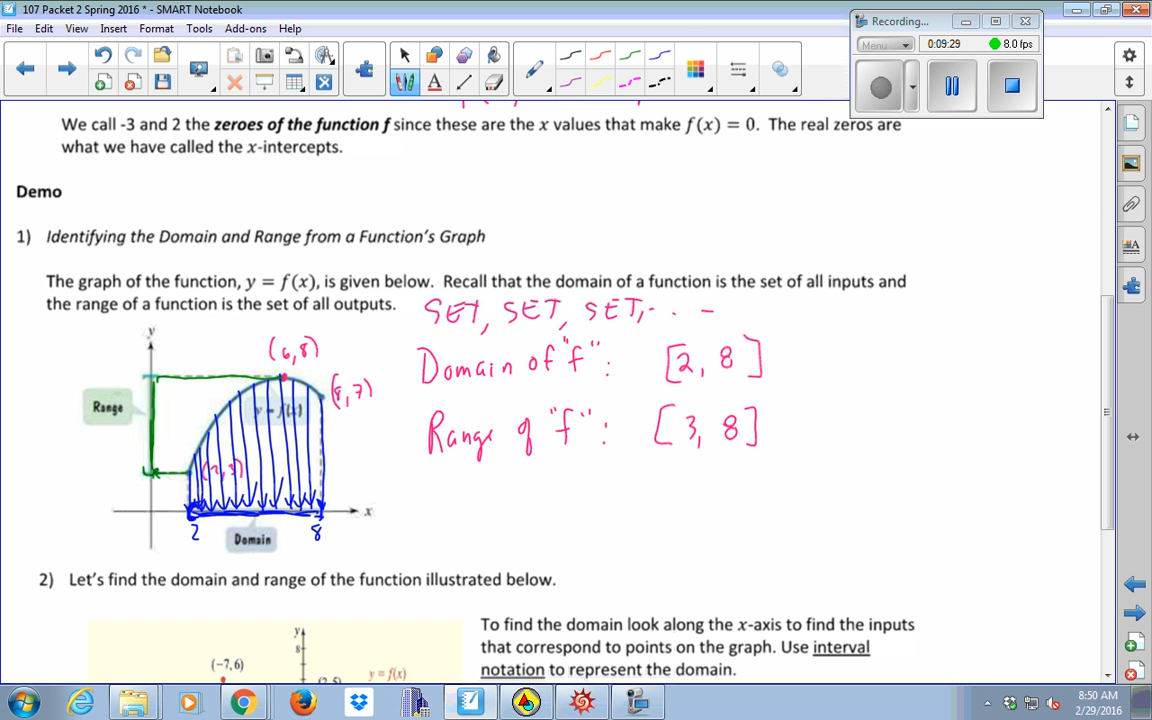 107 Packet 2 Spring 2016 * - SMART Notebook
File Edit View Insert Format Tools Add-ons Help
Recording...
Menu 0:09:29 8.0 fps
We call -3 and 2 the zeroes of the function f since these are the x values that make f(x) = 0. The real zeros are
what we have called the x-intercepts.
Demo
1) Identifying the Domain and Range from a Function's Graph
The graph of the function, y = f(x), is given below. Recall that the domain of a function is the set of all inputs and
the range of a function is the set of all outputs.
SET, SET, SET, . . –
y
(6,8)
(8,7)
Range
y = f(x)
(2,3)
x
2 8
Domain
Domain of "f": [2, 8]
Range of "f": [3, 8]
2) Let's find the domain and range of the function illustrated below.
To find the domain look along the x-axis to find the inputs
that correspond to points on the graph. Use interval
notation to represent the domain.
y
8
(-7,6)
y = f(x)
8:50 AM
2/29/2016